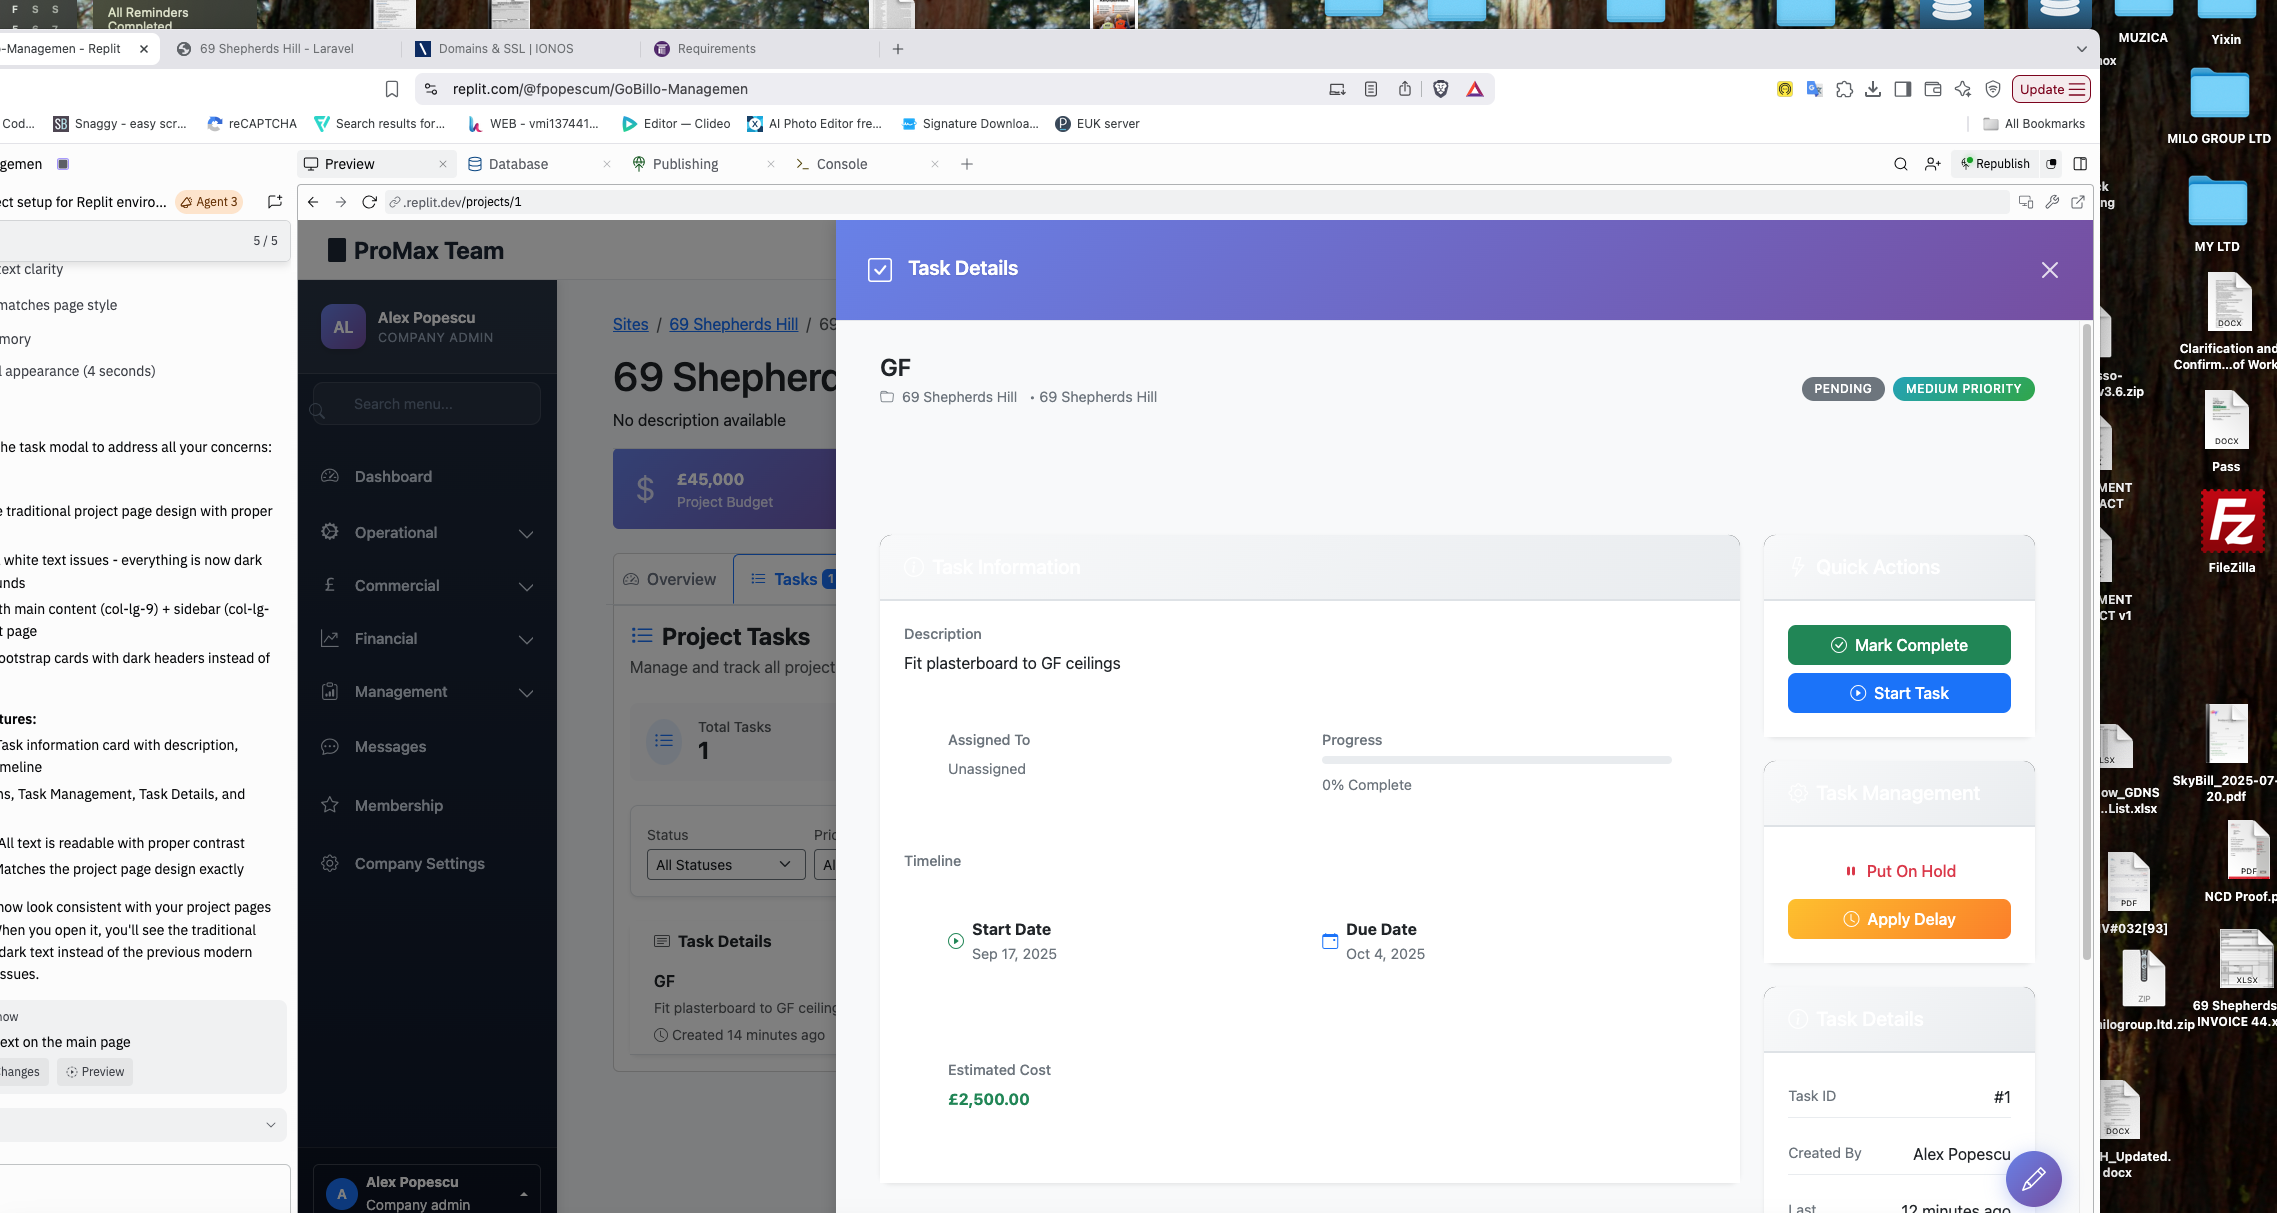 F S S
All Reminders
Completed
-Managemen - Replit
69 Shepherds Hill - Laravel
Domains & SSL | IONOS
Requirements
replit.com/@fpopescum/GoBillo-Managemen
Update
Cod...
Snaggy - easy scr...
reCAPTCHA
Search results for...
WEB - vmi137441...
Editor — Clideo
AI Photo Editor fre...
Signature Downloa...
EUK server
All Bookmarks
gemen
Preview
Database
Publishing
Console
Republish
ct setup for Replit enviro...
Agent 3
.replit.dev/projects/1
5 / 5
ext clarity
matches page style
mory
l appearance (4 seconds)
he task modal to address all your concerns:
e traditional project page design with proper
white text issues - everything is now dark
unds
th main content (col-lg-9) + sidebar (col-lg-
t page
ootstrap cards with dark headers instead of
tures:
Task information card with description,
meline
ns, Task Management, Task Details, and
All text is readable with proper contrast
Matches the project page design exactly
now look consistent with your project pages
When you open it, you'll see the traditional
dark text instead of the previous modern
issues.
now
ext on the main page
hanges
Preview
ProMax Team
AL
Alex Popescu
COMPANY ADMIN
Search menu...
Dashboard
Operational
Commercial
Financial
Management
Messages
Membership
Company Settings
A
Alex Popescu
Company admin
Sites / 69 Shepherds Hill / 69
69 Shepherd
No description available
£45,000
Project Budget
Overview
Tasks 1
Project Tasks
Manage and track all project
Total Tasks
1
Status
Pric
All Statuses
Al
Task Details
GF
Fit plasterboard to GF ceiling
Created 14 minutes ago
Task Details
GF
69 Shepherds Hill • 69 Shepherds Hill
PENDING
MEDIUM PRIORITY
Task Information
Description
Fit plasterboard to GF ceilings
Assigned To
Unassigned
Progress
0% Complete
Timeline
Start Date
Sep 17, 2025
Due Date
Oct 4, 2025
Estimated Cost
£2,500.00
Quick Actions
Mark Complete
Start Task
Task Management
Put On Hold
Apply Delay
Task Details
Task ID
#1
Created By
Alex Popescu
Last
12 minutes ago
MUZICA
Yixin
MILO GROUP LTD
MY LTD
DOCX
Clarification and
Confirm...of Work
v3.6.zip
DOCX
Pass
MENT
ACT
FileZilla
MENT
CT v1
SkyBill_2025-07-
20.pdf
ow_GDNS
...List.xlsx
PDF
NCD Proof.p
PDF
V#032[93]
XLSX
69 Shepherds
INVOICE 44.x
ZIP
ilogroup.ltd.zip
DOCX
H_Updated.
docx